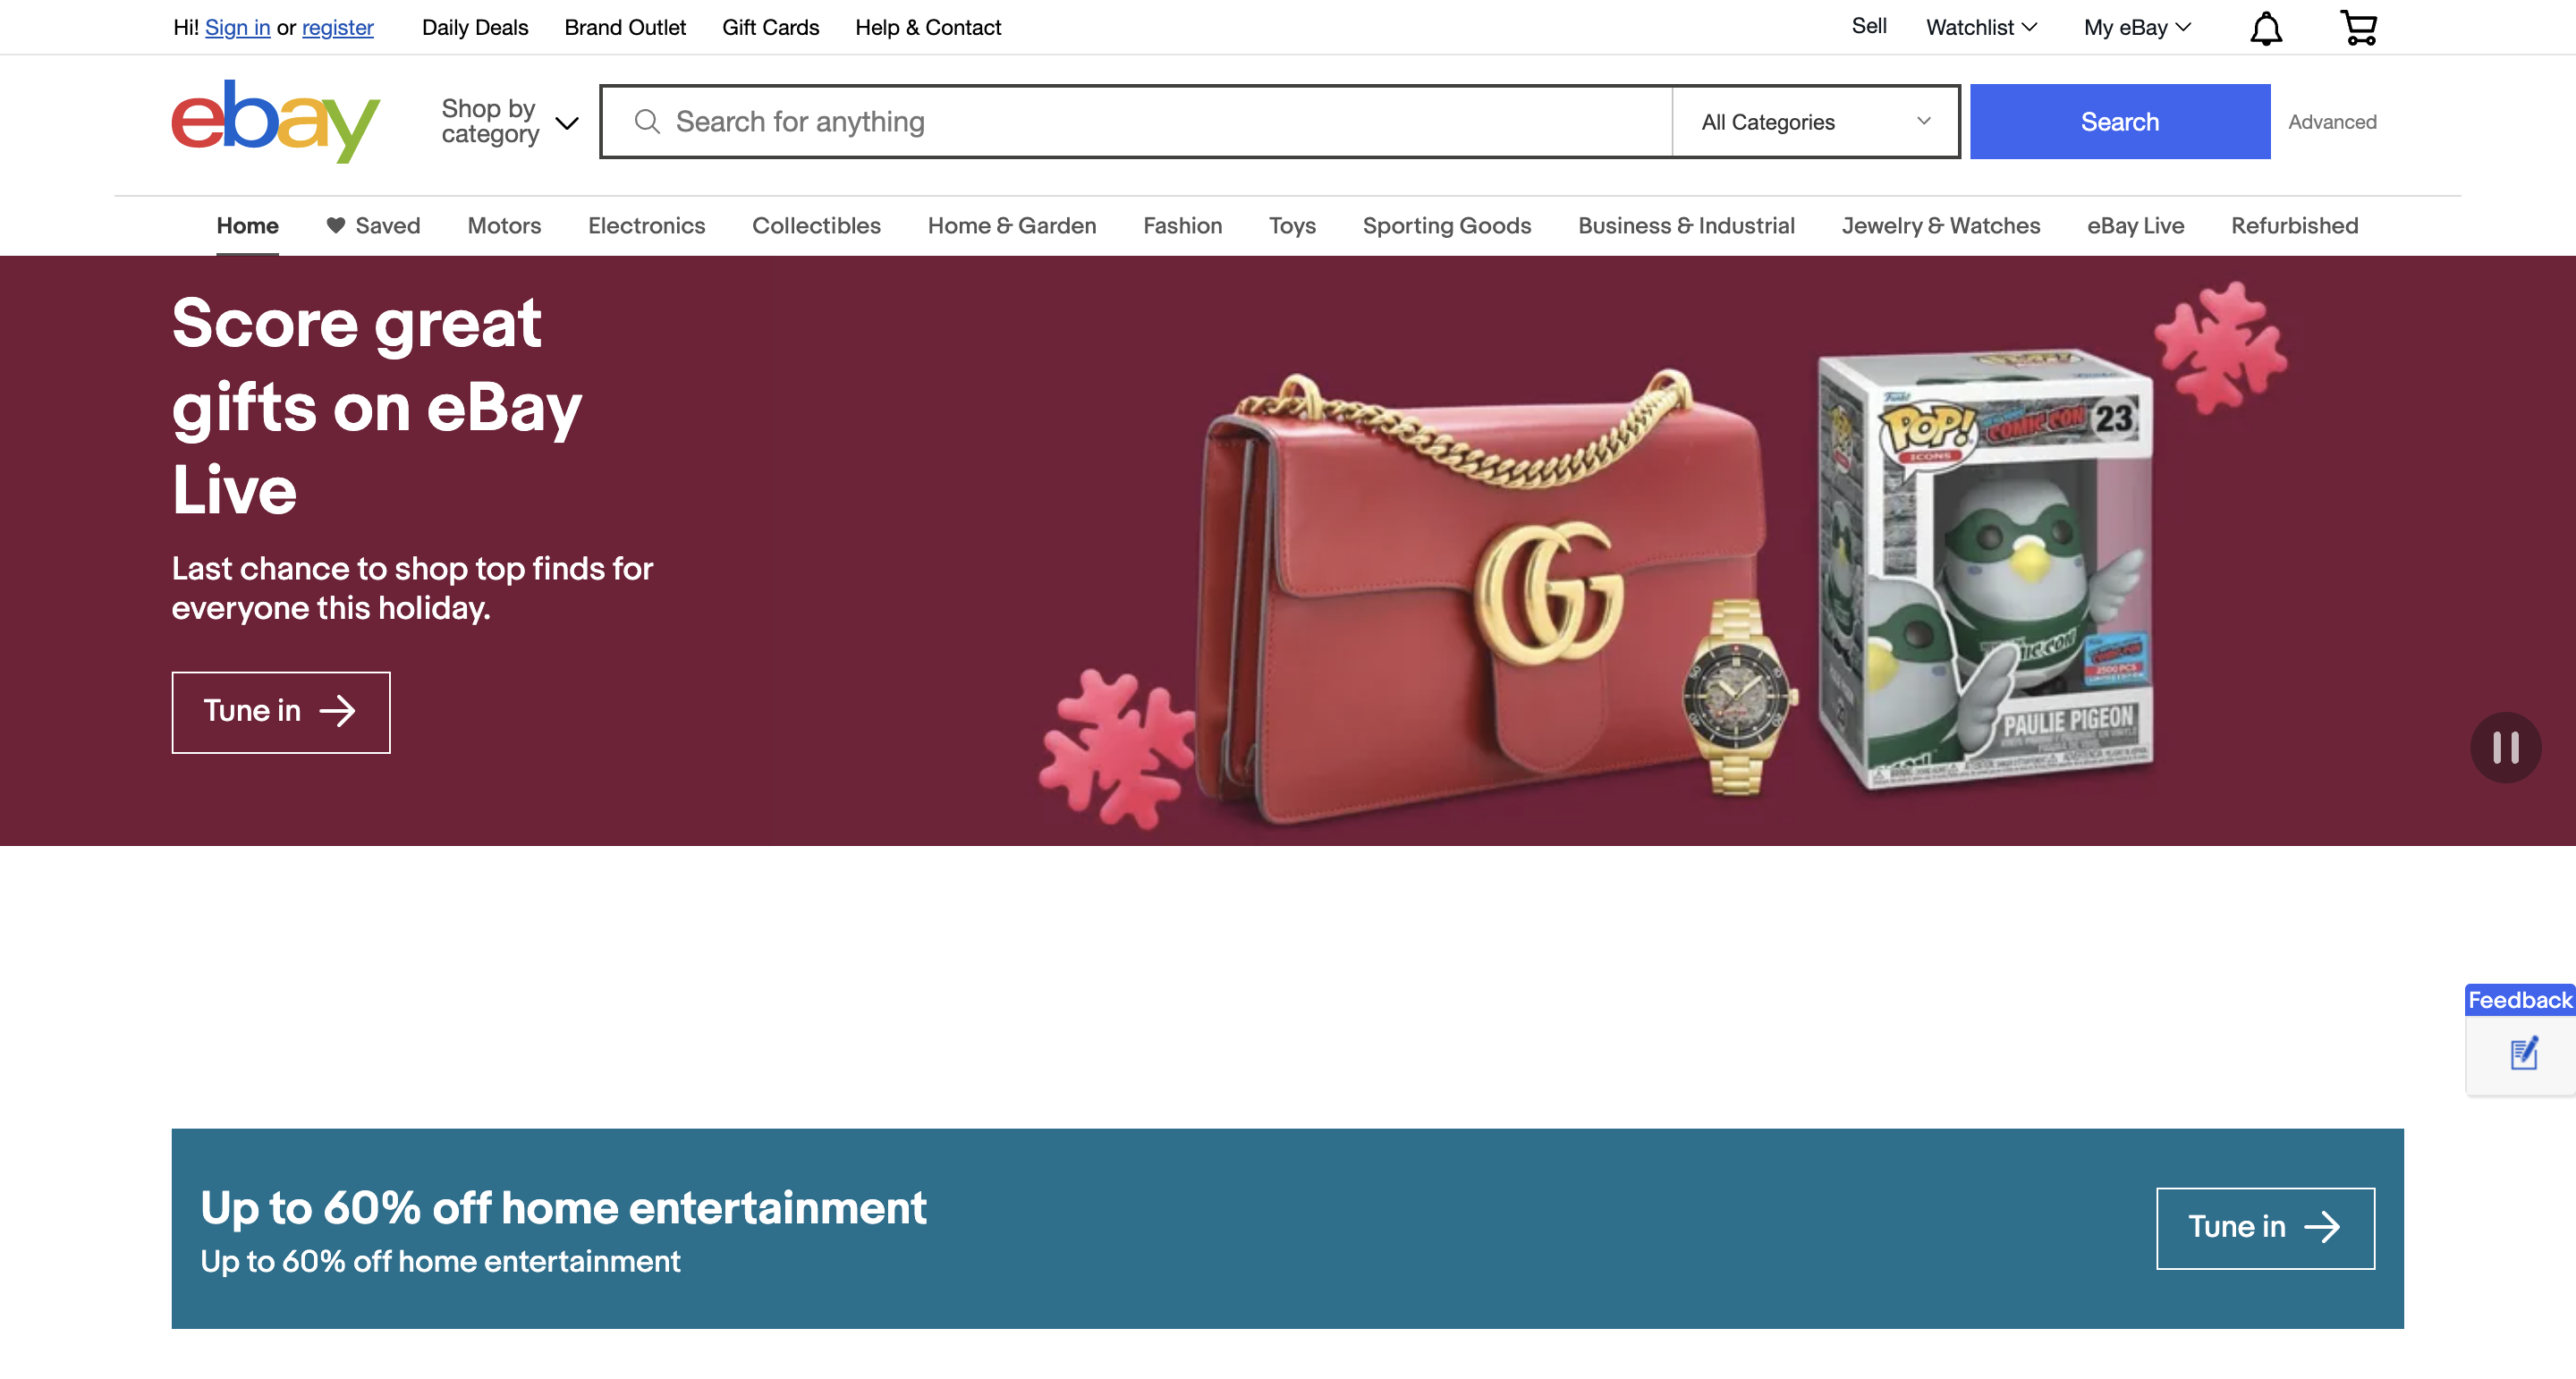 Hi! Sign in or register
Daily Deals
Brand Outlet
Gift Cards
Help & Contact
Sell
Watchlist
My eBay
ebay
Shop by
category
Search for anything
All Categories
Search
Advanced
Home
Saved
Motors
Electronics
Collectibles
Home & Garden
Fashion
Toys
Sporting Goods
Business & Industrial
Jewelry & Watches
eBay Live
Refurbished
Score great
gifts on eBay
Live
Last chance to shop top finds for
everyone this holiday.
Tune in
Funko
POP!
ICONS
COMIC CON
23
PAULIE PIGEON
Feedback
Up to 60% off home entertainment
Up to 60% off home entertainment
Tune in